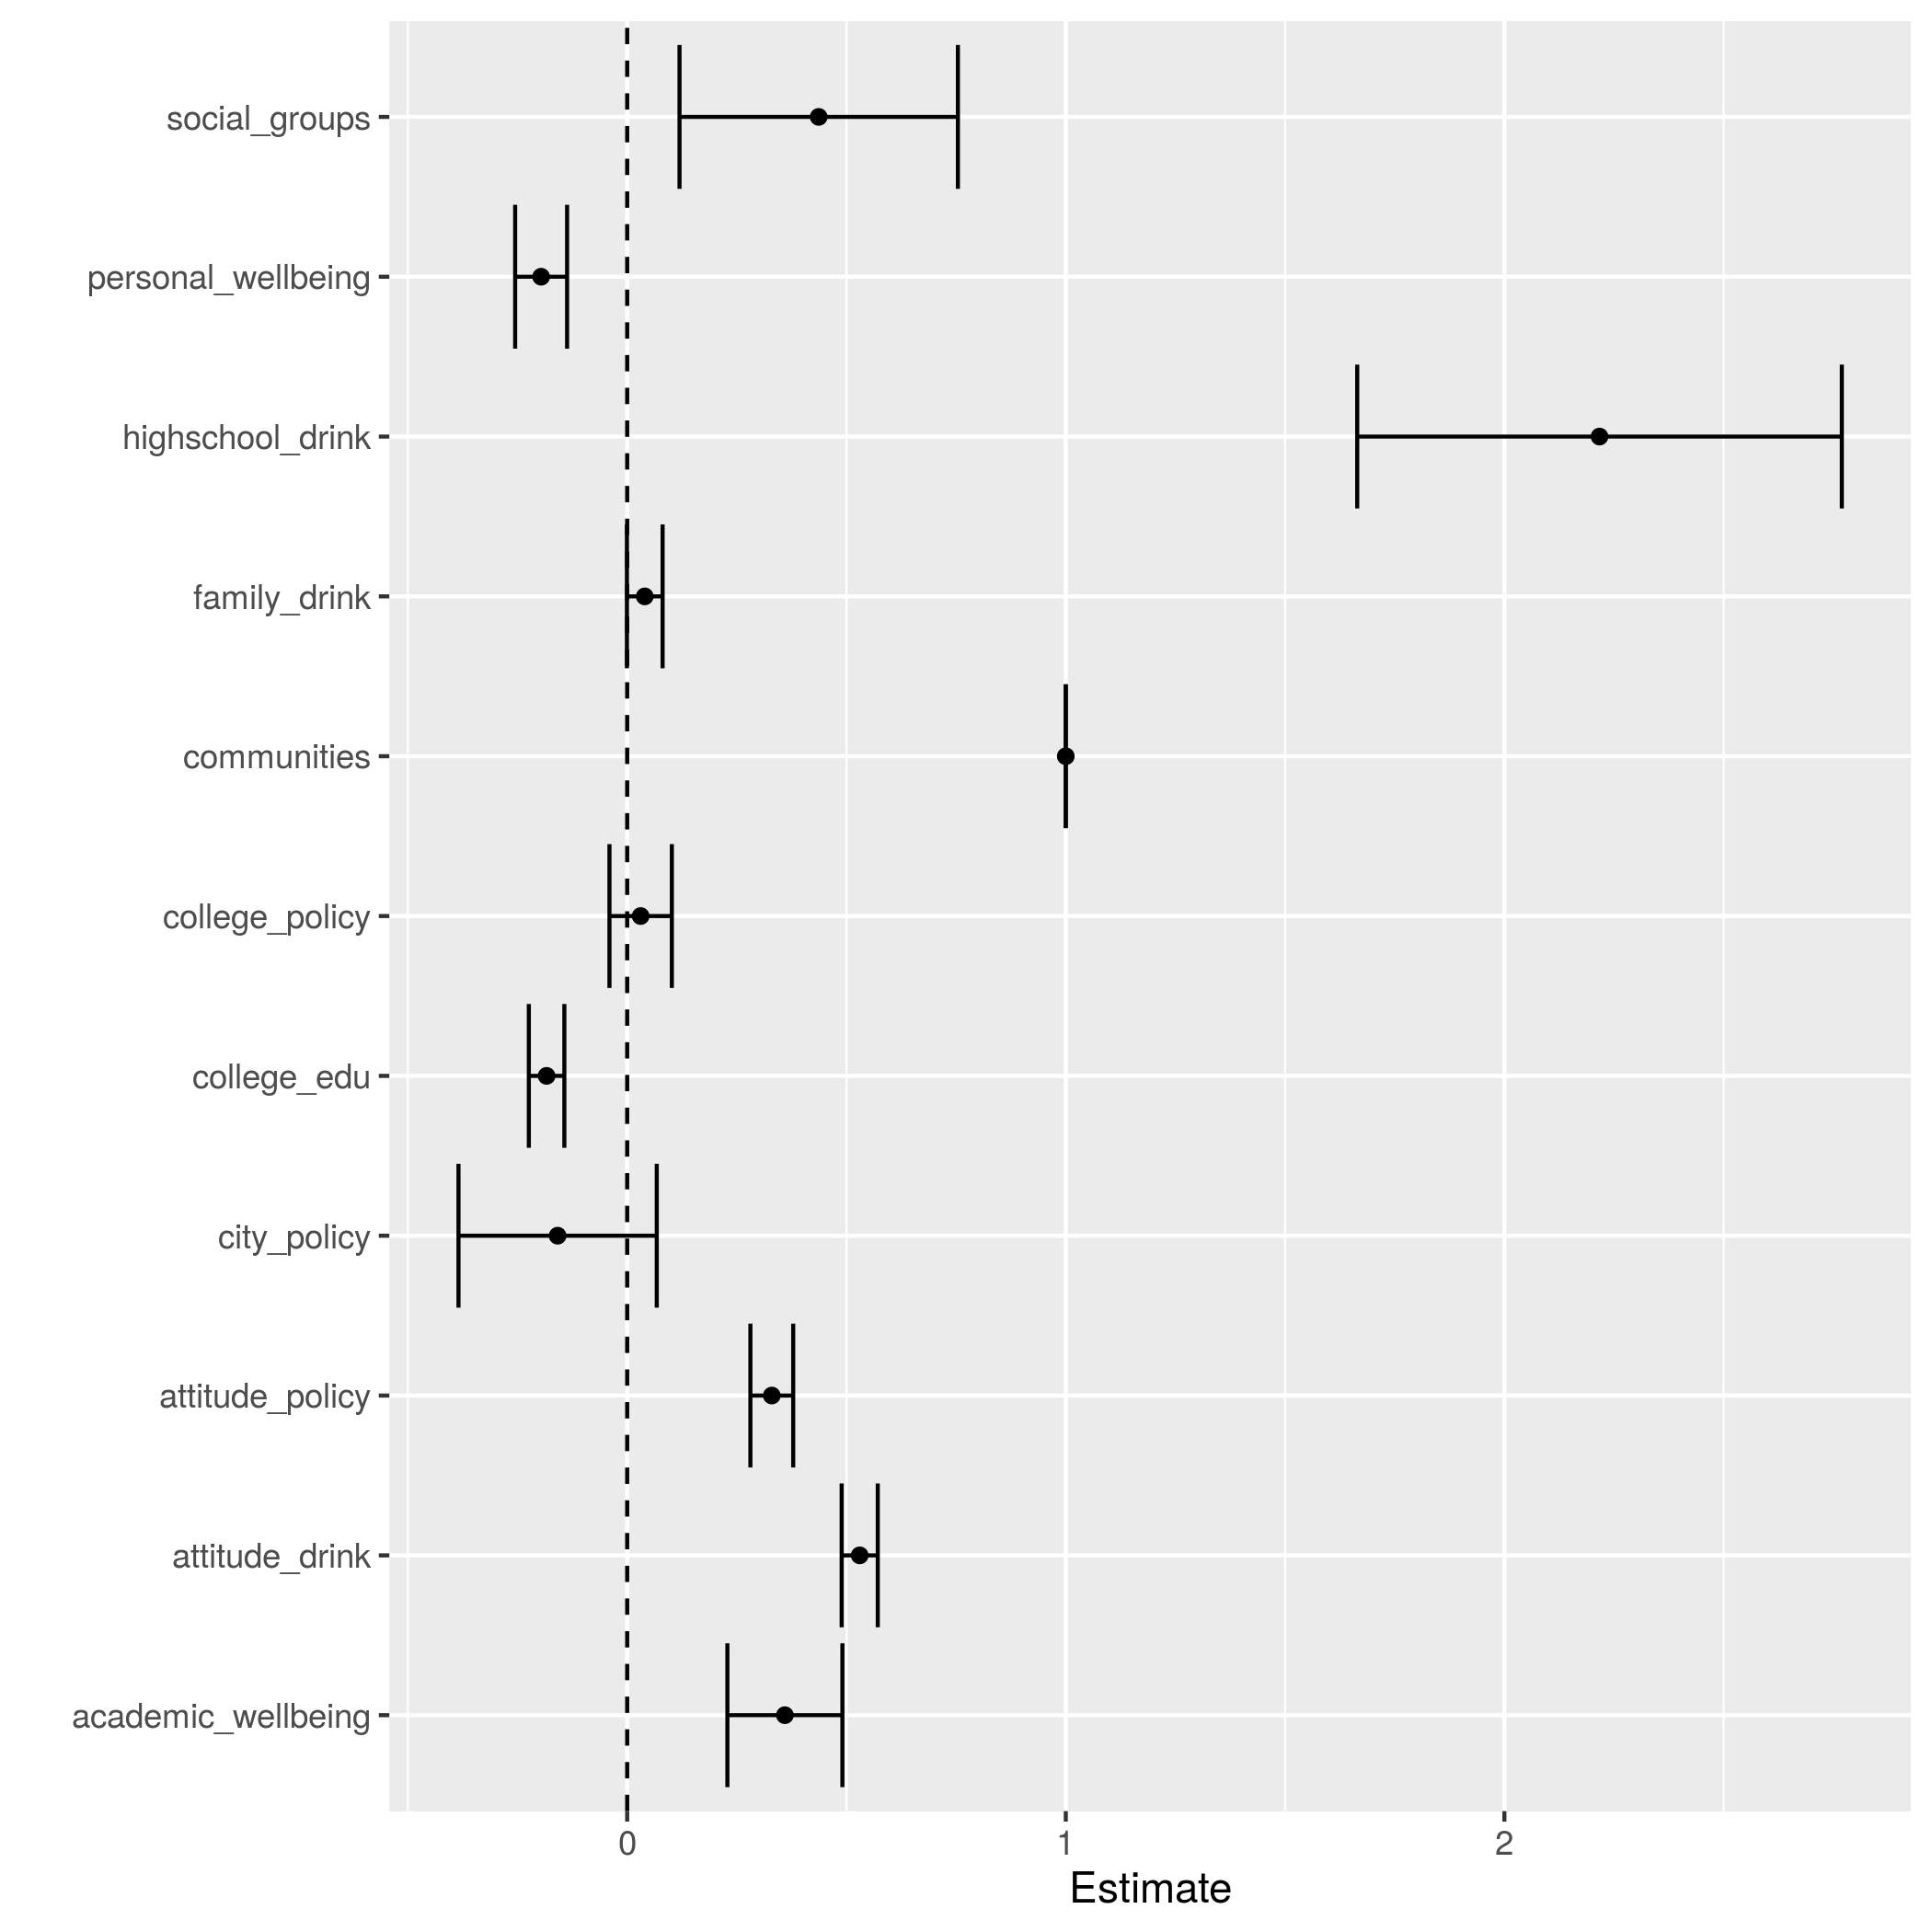 social_groups
personal_wellbeing
highschool_drink
family_drink
communities
college_policy
college_edu
city_policy
attitude_policy
attitude_drink
academic_wellbeing
0 1 2
Estimate